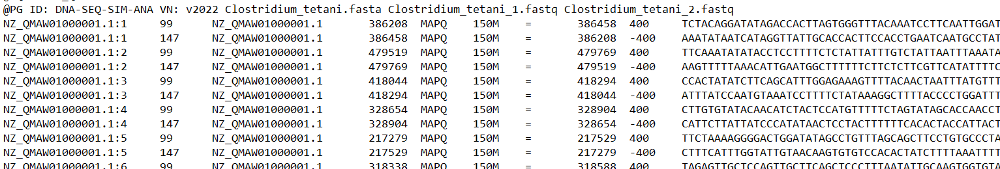 @PG ID: DNA-SEQ-SIM-ANA VN: v2022 Clostridium_tetani.fasta Clostridium_tetani_1.fastq Clostridium_tetani_2.fastq
NZ_QMAW01000001.1:1 99 NZ_QMAW01000001.1 386208 MAPQ 150M = 386458 400 TCTACAGGATATAGACCACTTAGTGGGTTTACAAATCCTTCAATTGGAT
NZ_QMAW01000001.1:1 147 NZ_QMAW01000001.1 386458 MAPQ 150M = 386208 -400 AAATATAATCATAGGTTATTGCACCACTTCCACCTGAATCAATGCCTAT
NZ_QMAW01000001.1:2 99 NZ_QMAW01000001.1 479519 MAPQ 150M = 479769 400 TTCAAATATATACCTCCTTTTCTCTATTATTTGTCTATTAATTTAAATA
NZ_QMAW01000001.1:2 147 NZ_QMAW01000001.1 479769 MAPQ 150M = 479519 -400 AAGTTTTTAAACATTGAATGGCTTTTTTCTTCTCTTCGTTCATATTTTC
NZ_QMAW01000001.1:3 99 NZ_QMAW01000001.1 418044 MAPQ 150M = 418294 400 CCACTATATCTTCAGCATTTGGAGAAAGTTTTACAACTAATTTATGTTT
NZ_QMAW01000001.1:3 147 NZ_QMAW01000001.1 418294 MAPQ 150M = 418044 -400 ATTTATCCAATGTAAATCCTTTTCTATAAAGGCTTTTACCCCTGGATTT
NZ_QMAW01000001.1:4 99 NZ_QMAW01000001.1 328654 MAPQ 150M = 328904 400 CTTGTGTATACAACATCTACTCCATGTTTTTCTAGTATAGCACCAACCT
NZ_QMAW01000001.1:4 147 NZ_QMAW01000001.1 328904 MAPQ 150M = 328654 -400 CATTCTTATTATCCCATATAACTCCTACTTTTTTCACACTACCATTACT
NZ_QMAW01000001.1:5 99 NZ_QMAW01000001.1 217279 MAPQ 150M = 217529 400 TTCTAAAAGGGGACTGGATATAGCCTGTTTAGCAGCTTCCTGTGCCCTA
NZ_QMAW01000001.1:5 147 NZ_QMAW01000001.1 217529 MAPQ 150M = 217279 -400 CTTTCATTTGGTATTGTAACAAGTGTGTCCACACTATCTTTTAAATTTT
NZ_QMAW01000001.1:6 99 NZ_QMAW01000001.1 318338 MAPQ 150M = 318588 400 TAGAGTTGCTCCAGTTGCTTCAGCTCCCTTTAATATTGCAAGTGGTGTA